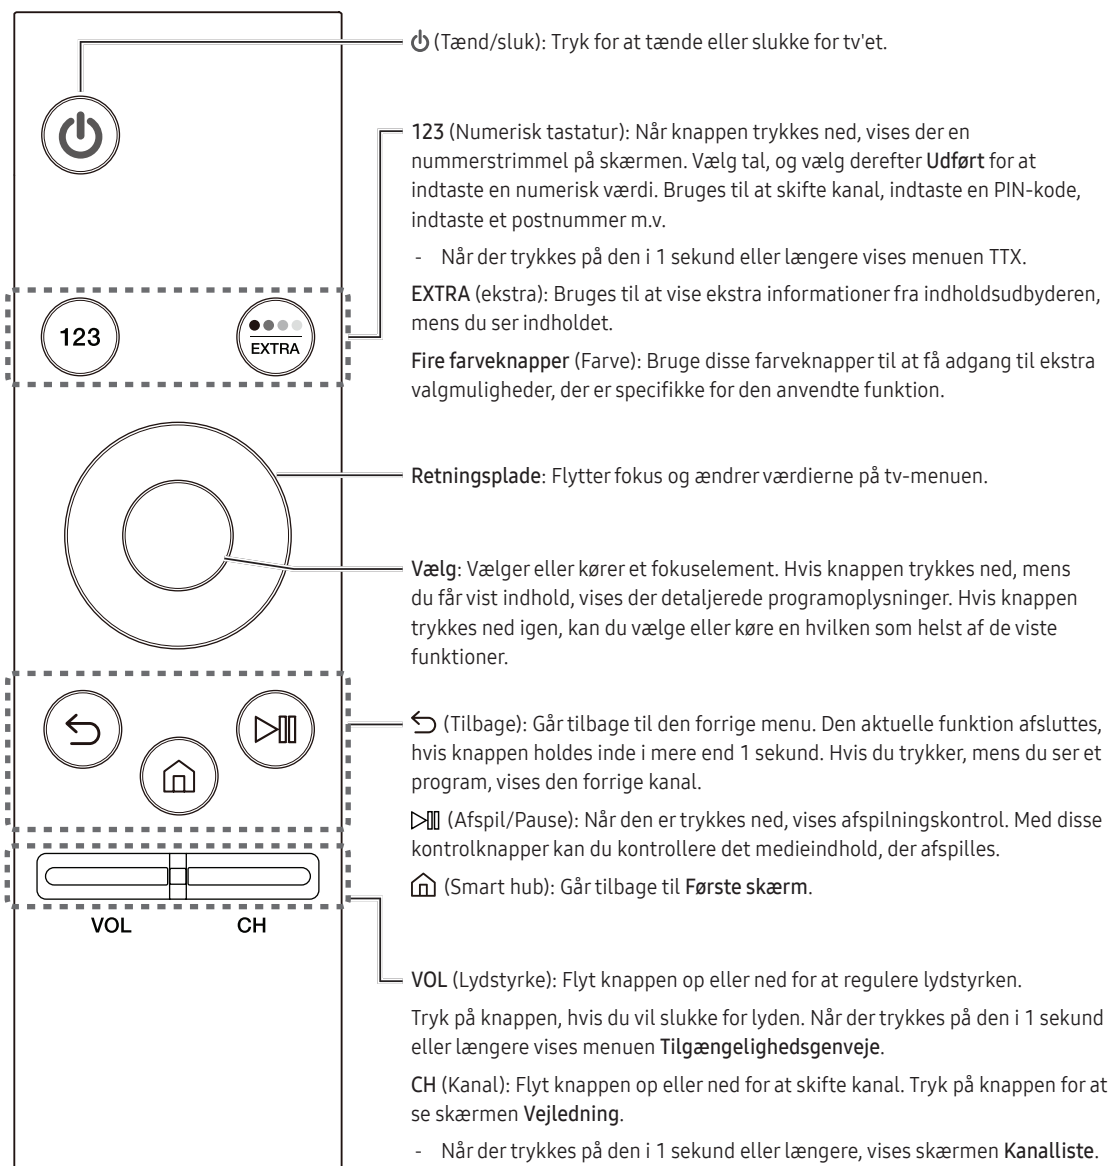 (Tænd/sluk): Tryk for at tænde eller slukke for tv'et.
123 (Numerisk tastatur): Når knappen trykkes ned, vises der en
nummerstrimmel på skærmen. Vælg tal, og vælg derefter Udført for at
indtaste en numerisk værdi. Bruges til at skifte kanal, indtaste en PIN-kode,
indtaste et postnummer m.v.
- Når der trykkes på den i 1 sekund eller længere vises menuen TTX.
123
EXTRA
EXTRA (ekstra): Bruges til at vise ekstra informationer fra indholdsudbyderen,
mens du ser indholdet.
Fire farveknapper (Farve): Bruge disse farveknapper til at få adgang til ekstra
valgmuligheder, der er specifikke for den anvendte funktion.
Retningsplade: Flytter fokus og ændrer værdierne på tv-menuen.
Vælg: Vælger eller kører et fokuselement. Hvis knappen trykkes ned, mens
du får vist indhold, vises der detaljerede programoplysninger. Hvis knappen
trykkes ned igen, kan du vælge eller køre en hvilken som helst af de viste
funktioner.
(Tilbage): Går tilbage til den forrige menu. Den aktuelle funktion afsluttes,
hvis knappen holdes inde i mere end 1 sekund. Hvis du trykker, mens du ser et
program, vises den forrige kanal.
(Afspil/Pause): Når den er trykkes ned, vises afspilningskontrol. Med disse
kontrolknapper kan du kontrollere det medieindhold, der afspilles.
(Smart hub): Går tilbage til Første skærm.
VOL
CH
VOL (Lydstyrke): Flyt knappen op eller ned for at regulere lydstyrken.
Tryk på knappen, hvis du vil slukke for lyden. Når der trykkes på den i 1 sekund
eller længere vises menuen Tilgængelighedsgenveje.
CH (Kanal): Flyt knappen op eller ned for at skifte kanal. Tryk på knappen for at
se skærmen Vejledning.
- Når der trykkes på den i 1 sekund eller længere, vises skærmen Kanalliste.